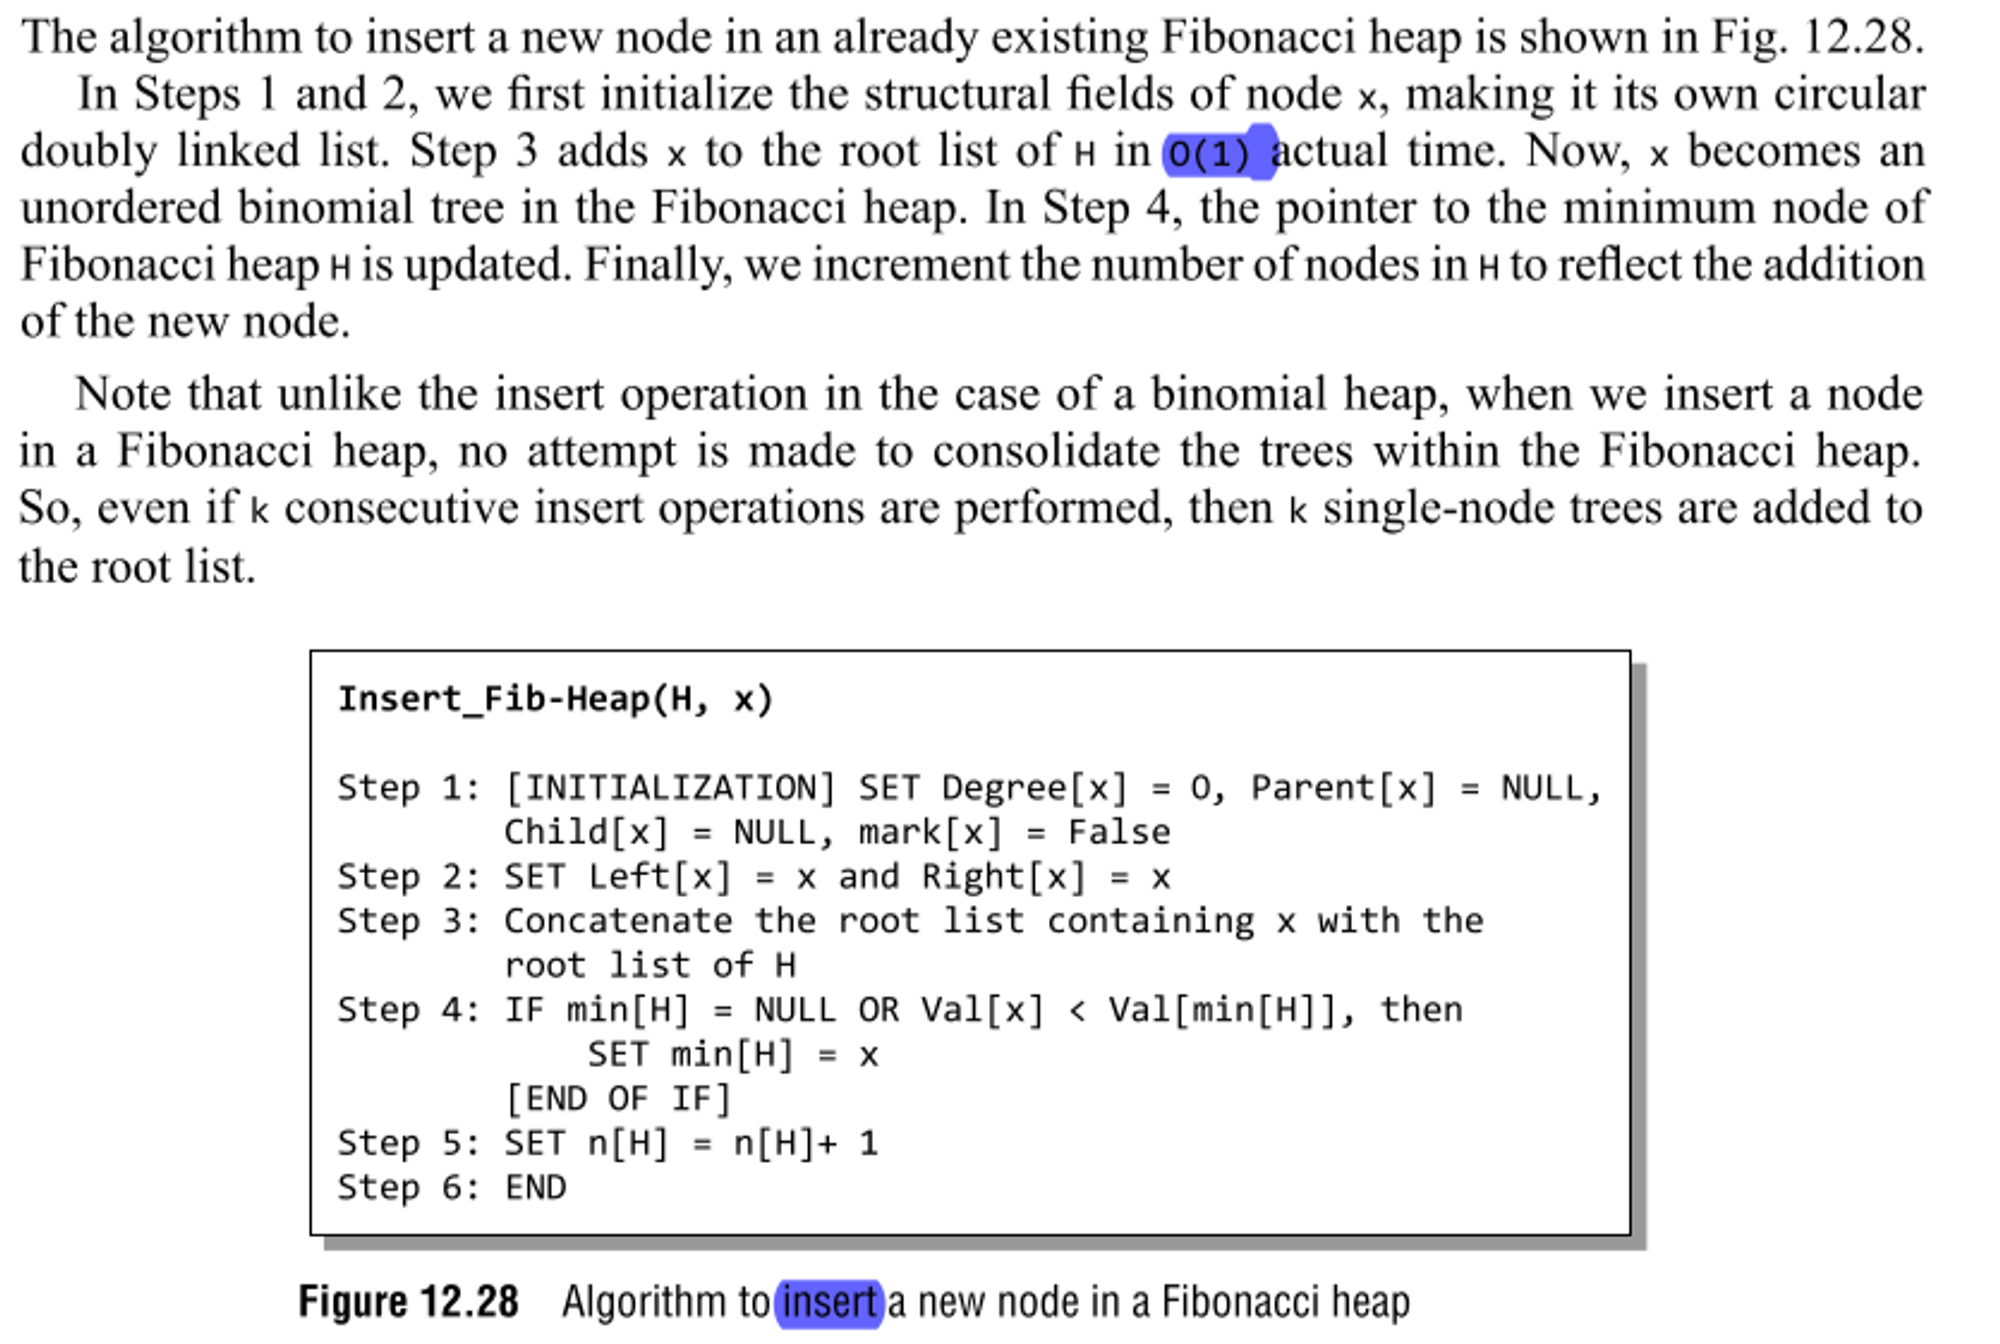 The algorithm to insert a new node in an already existing Fibonacci heap is shown in Fig. 12.28.
In Steps 1 and 2, we first initialize the structural fields of node x, making it its own circular
doubly linked list. Step 3 adds x to the root list of H in O(1) actual time. Now, x becomes an
unordered binomial tree in the Fibonacci heap. In Step 4, the pointer to the minimum node of
Fibonacci heap H is updated. Finally, we increment the number of nodes in H to reflect the addition
of the new node.
Note that unlike the insert operation in the case of a binomial heap, when we insert a node
in a Fibonacci heap, no attempt is made to consolidate the trees within the Fibonacci heap.
So, even if k consecutive insert operations are performed, then k single-node trees are added to
the root list.
Insert_Fib-Heap(H, x)
Step 1: [INITIALIZATION] SET Degree[x] = 0, Parent[x] = NULL,
Child[x] = NULL, mark[x] = False
Step 2: SET Left[x] = x and Right[x] = x
Step 3: Concatenate the root list containing x with the
root list of H
Step 4: IF min[H] = NULL OR Val[x] < Val[min[H]], then
SET min[H] = x
[END OF IF]
Step 5: SET n[H] = n[H]+ 1
Step 6: END
Figure 12.28 Algorithm to insert a new node in a Fibonacci heap